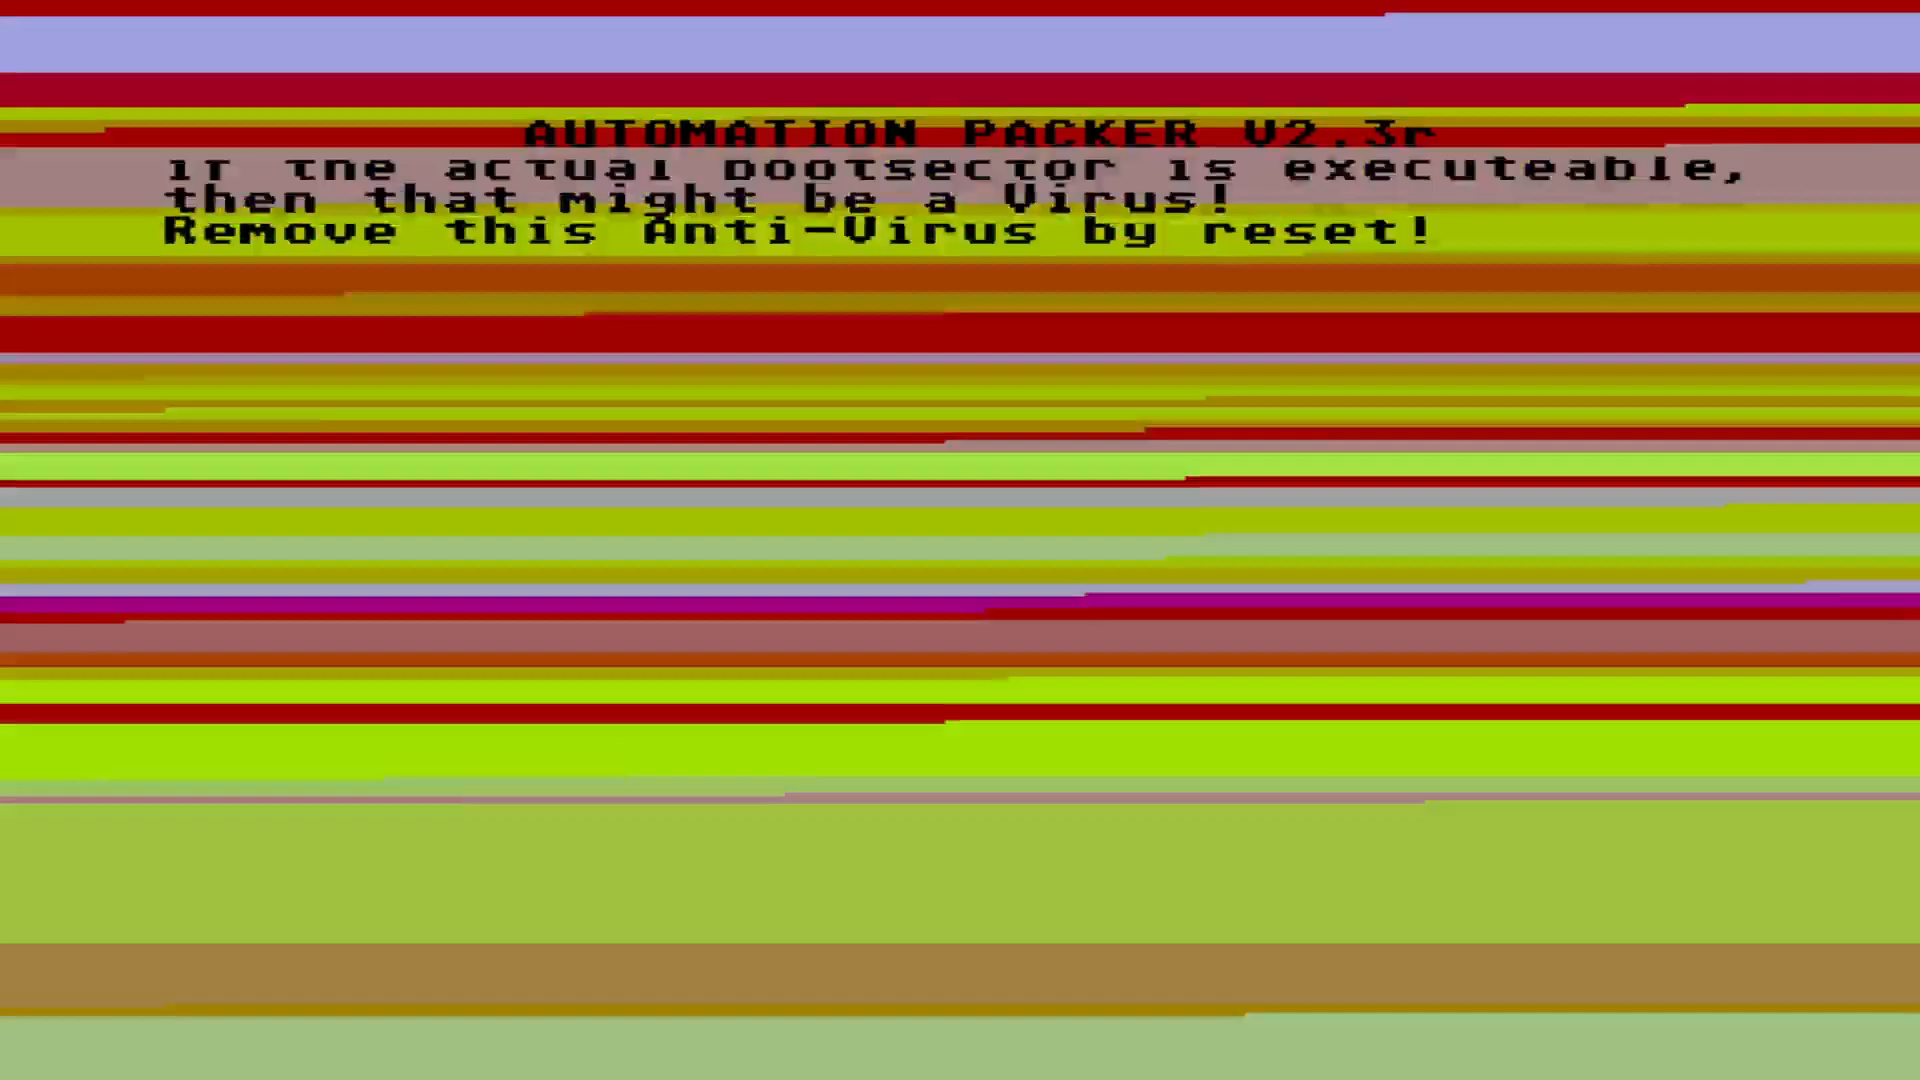 AUTOMATION PACKER V2.3r
if the actual bootsector is executeable,
then that might be a Virus!
Remove this Anti-Virus by reset!